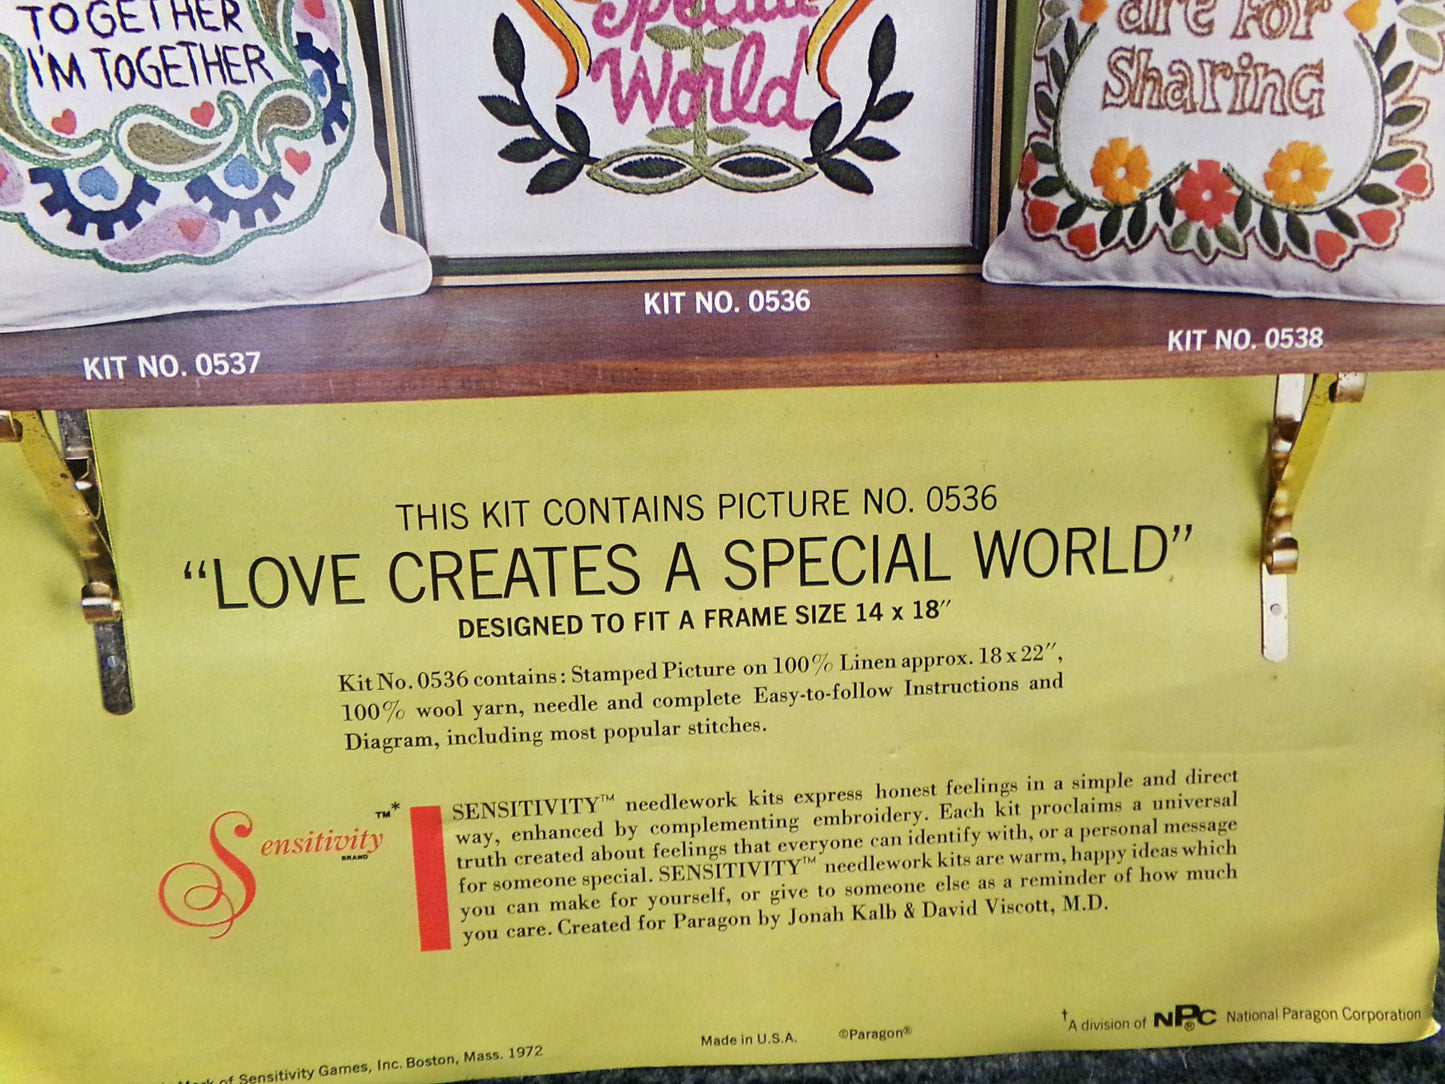 TOGETHER
I'M TOGETHER
Special
World
are for
Sharing
KIT NO. 0537
KIT NO. 0536
KIT NO. 0538
THIS KIT CONTAINS PICTURE NO. 0536
“LOVE CREATES A SPECIAL WORLD”
DESIGNED TO FIT A FRAME SIZE 14 x 18″
Kit No. 0536 contains: Stamped Picture on 100% Linen approx. 18 x 22″,
100% wool yarn, needle and complete Easy-to-follow Instructions and
Diagram, including most popular stitches.
Sensitivity ™*
BRAND
SENSITIVITY™ needlework kits express honest feelings in a simple and direct
way, enhanced by complementing embroidery. Each kit proclaims a universal
truth created about feelings that everyone can identify with, or a personal message
for someone special. SENSITIVITY™ needlework kits are warm, happy ideas which
you can make for yourself, or give to someone else as a reminder of how much
you care. Created for Paragon by Jonah Kalb & David Viscott, M.D.
Mark of Sensitivity Games, Inc. Boston, Mass. 1972
Made in U.S.A. ©Paragon®
†A division of NPC® National Paragon Corporation